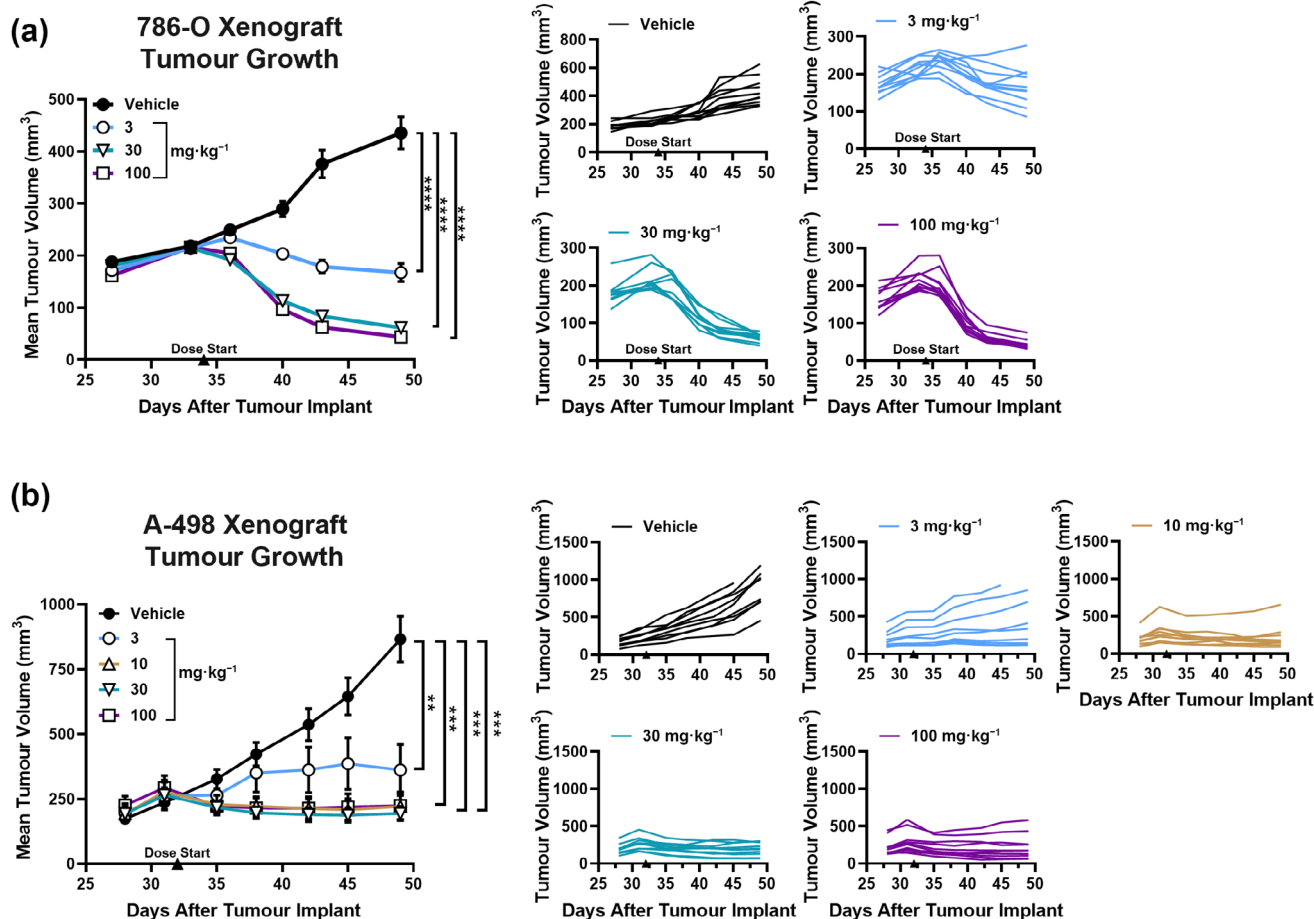 (a)
786-O Xenograft
Tumour Growth
Mean Tumour Volume (mm³)
500
400
300
200
100
0
Vehicle
3
30
100
mg·kg⁻¹
****
****
****
Dose Start
25 30 35 40 45 50
Days After Tumour Implant
Tumour Volume (mm³)
Vehicle
800
600
400
200
0
Dose Start
25 30 35 40 45 50
Tumour Volume (mm³)
3 mg·kg⁻¹
300
200
100
0
Dose Start
25 30 35 40 45 50
Tumour Volume (mm³)
30 mg·kg⁻¹
300
200
100
0
Dose Start
25 30 35 40 45 50
Days After Tumour Implant
Tumour Volume (mm³)
100 mg·kg⁻¹
300
200
100
0
Dose Start
25 30 35 40 45 50
Days After Tumour Implant
(b)
A-498 Xenograft
Tumour Growth
Mean Tumour Volume (mm³)
1000
750
500
250
0
Vehicle
3
10
30
100
mg·kg⁻¹
**
***
***
***
Dose Start
25 30 35 40 45 50
Days After Tumour Implant
Tumour Volume (mm³)
Vehicle
1500
1000
500
0
25 30 35 40 45 50
Tumour Volume (mm³)
3 mg·kg⁻¹
1500
1000
500
0
25 30 35 40 45 50
Tumour Volume (mm³)
10 mg·kg⁻¹
1500
1000
500
0
25 30 35 40 45 50
Days After Tumour Implant
Tumour Volume (mm³)
30 mg·kg⁻¹
1500
1000
500
0
25 30 35 40 45 50
Days After Tumour Implant
Tumour Volume (mm³)
100 mg·kg⁻¹
1500
1000
500
0
25 30 35 40 45 50
Days After Tumour Implant